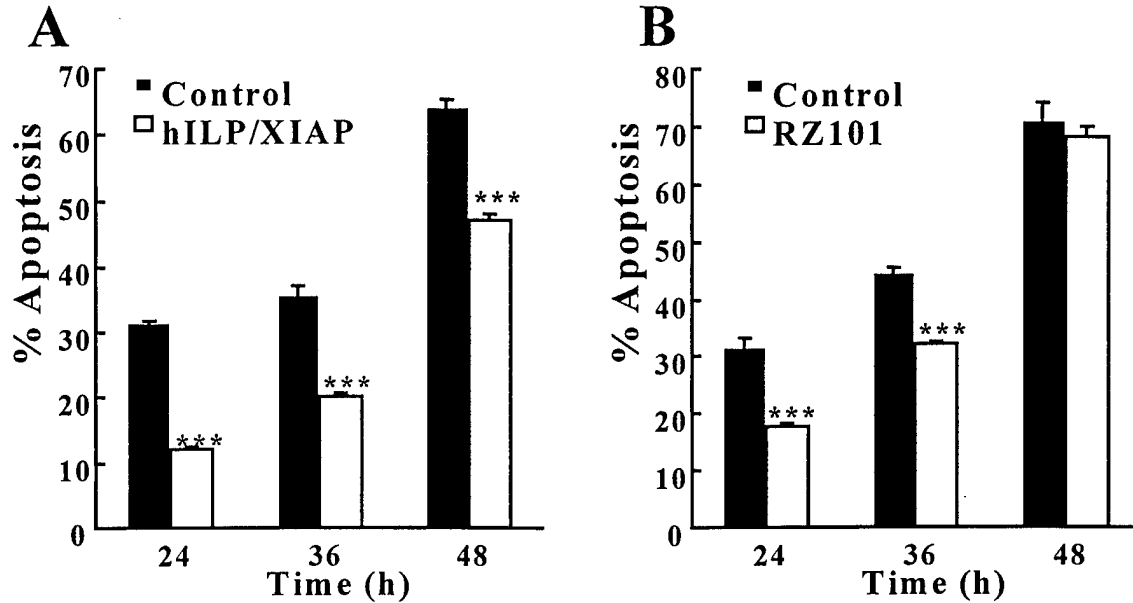 A
70
60
50
40
30
20
10
0
% Apoptosis
Control
hILP/XIAP
***
***
***
24 36 48
Time (h)
B
80
70
60
50
40
30
20
10
0
% Apoptosis
Control
RZ101
***
***
24 36 48
Time (h)